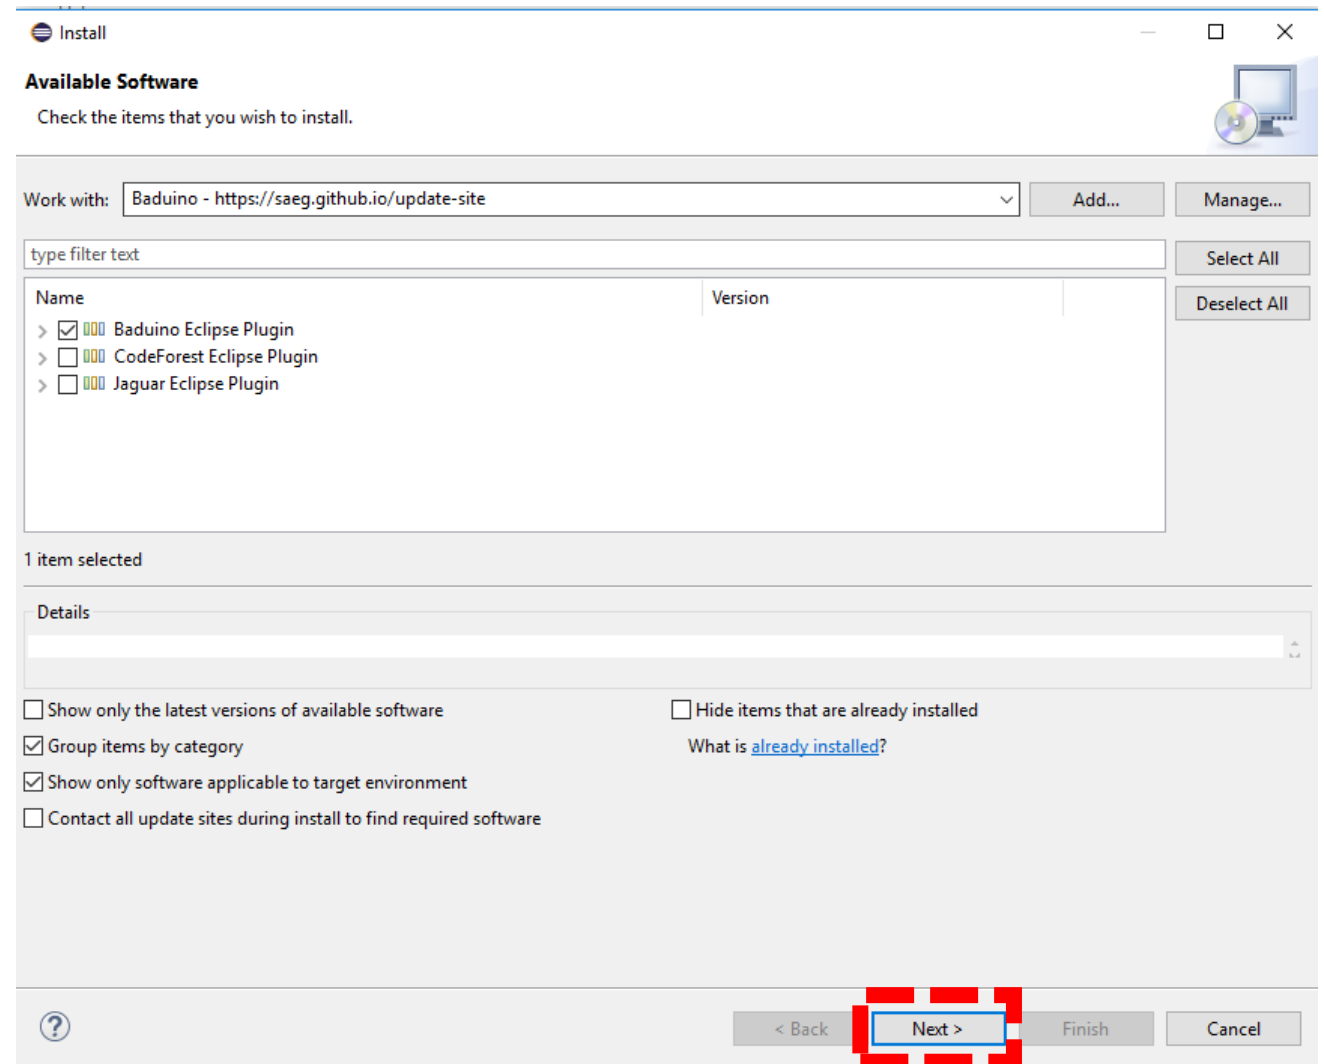 Install
Available Software
Check the items that you wish to install.
Work with: Baduino - https://saeg.github.io/update-site Add... Manage...
type filter text Select All
Name Version Deselect All
Baduino Eclipse Plugin
CodeForest Eclipse Plugin
Jaguar Eclipse Plugin
1 item selected
Details
Show only the latest versions of available software Hide items that are already installed
Group items by category What is already installed?
Show only software applicable to target environment
Contact all update sites during install to find required software
? < Back Next > Finish Cancel